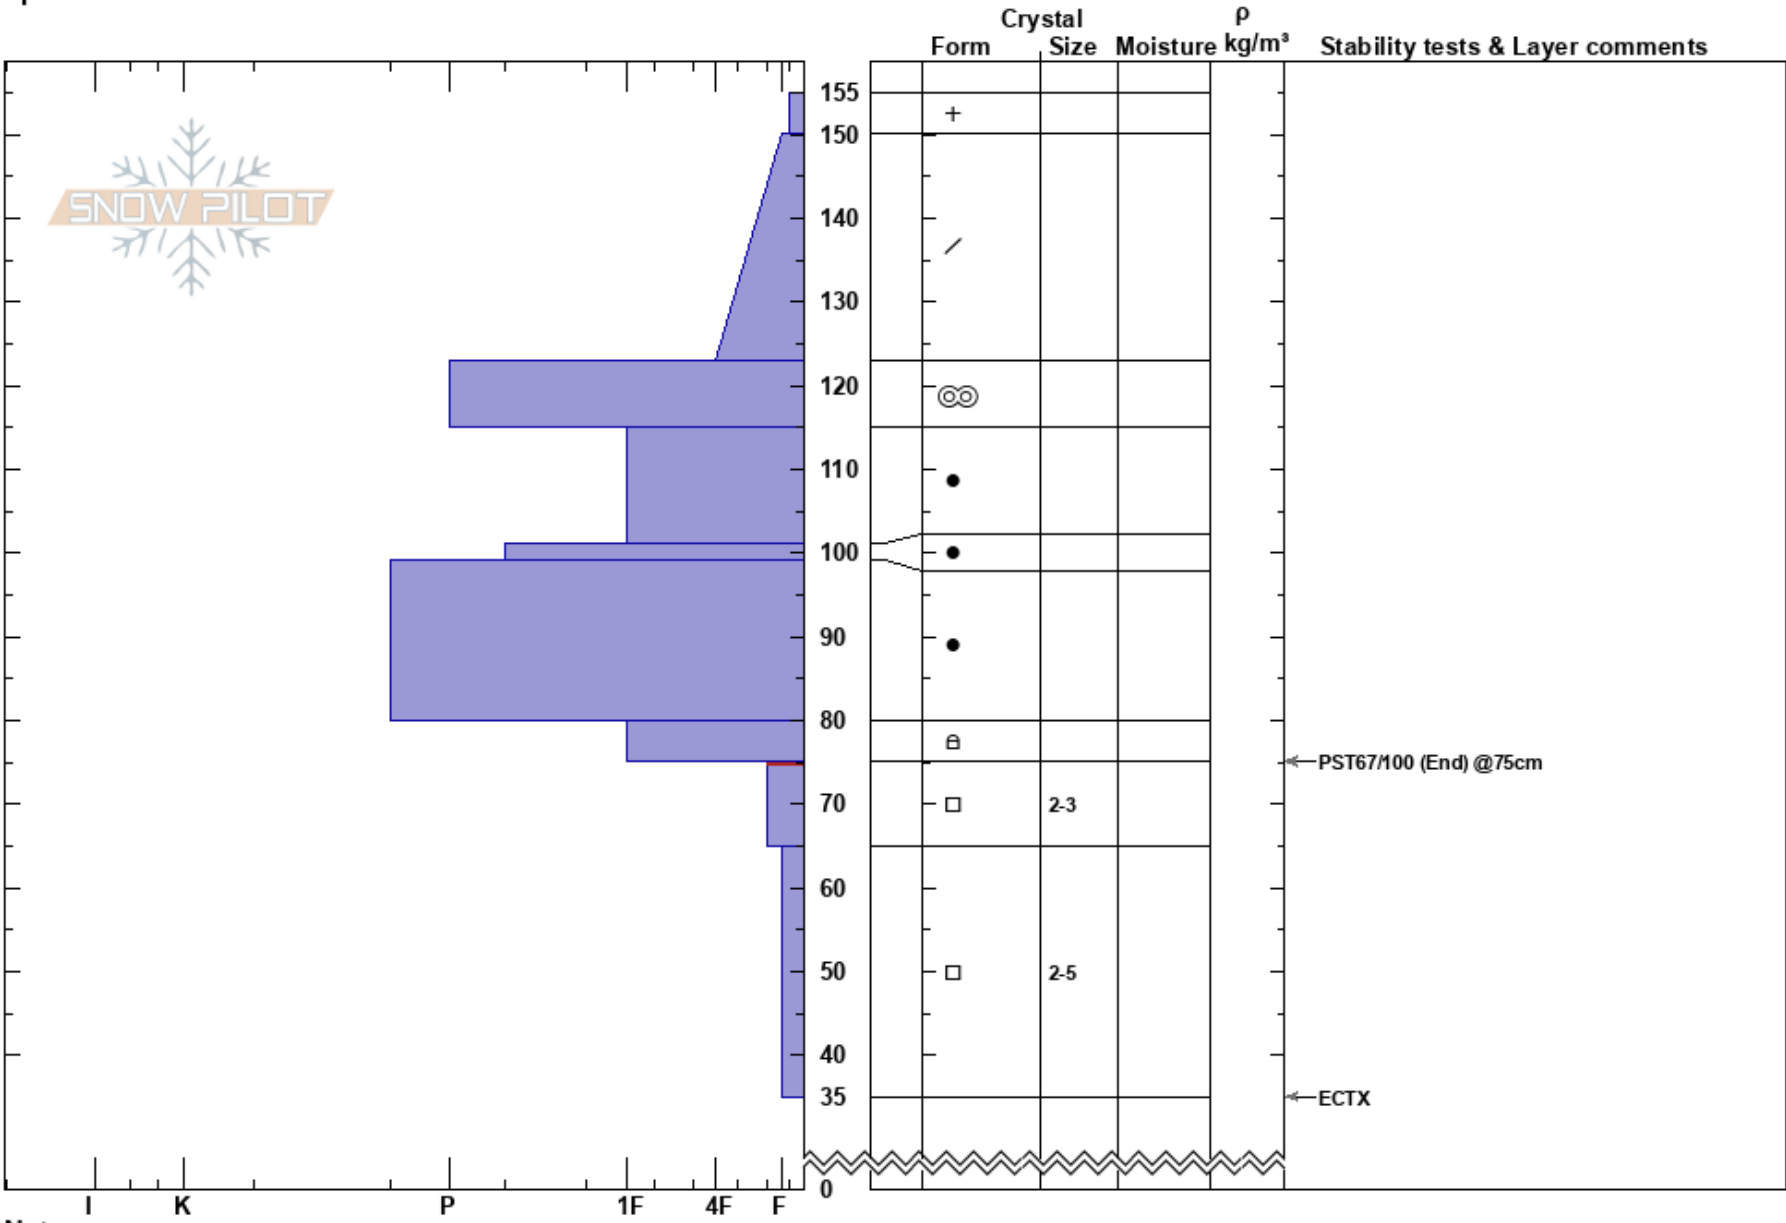 Crystal ρ
Form Size Moisture kg/m³ Stability tests & Layer comments
155
+
150
SNOW PILOT
140
130
120
110
100
90
80
PST67/100 (End) @75cm
70 2-3
60
50 2-5
40
35 ECTX
0
I K P 1F 4F F